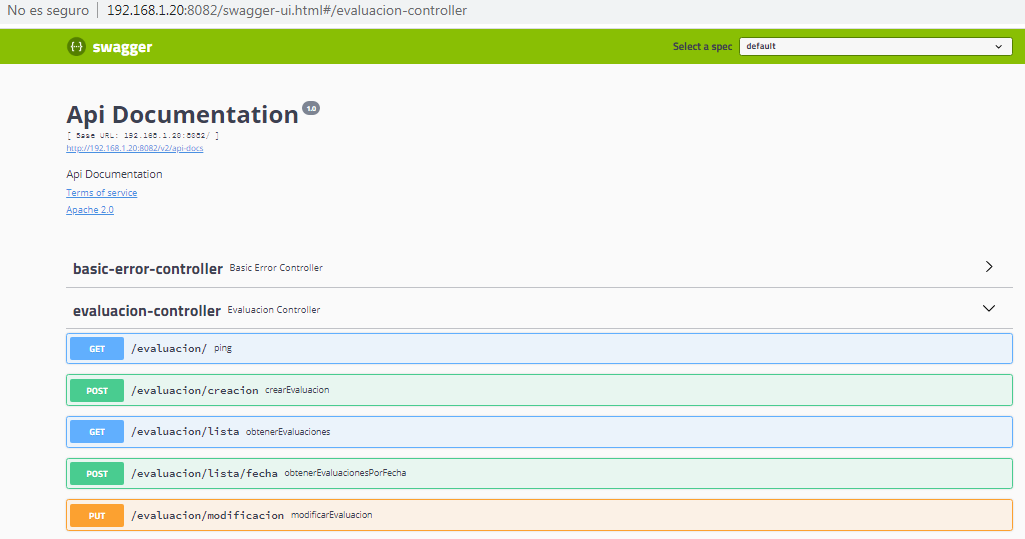 No es seguro | 192.168.1.20:8082/swagger-ui.html#/evaluacion-controller
{···} swagger Select a spec default
Api Documentation 1.0
[ Base URL: 192.168.1.20:8082/ ]
http://192.168.1.20:8082/v2/api-docs
Api Documentation
Terms of service
Apache 2.0
basic-error-controller Basic Error Controller
evaluacion-controller Evaluacion Controller
GET /evaluacion/ ping
POST /evaluacion/creacion crearEvaluacion
GET /evaluacion/lista obtenerEvaluaciones
POST /evaluacion/lista/fecha obtenerEvaluacionesPorFecha
PUT /evaluacion/modificacion modificarEvaluacion